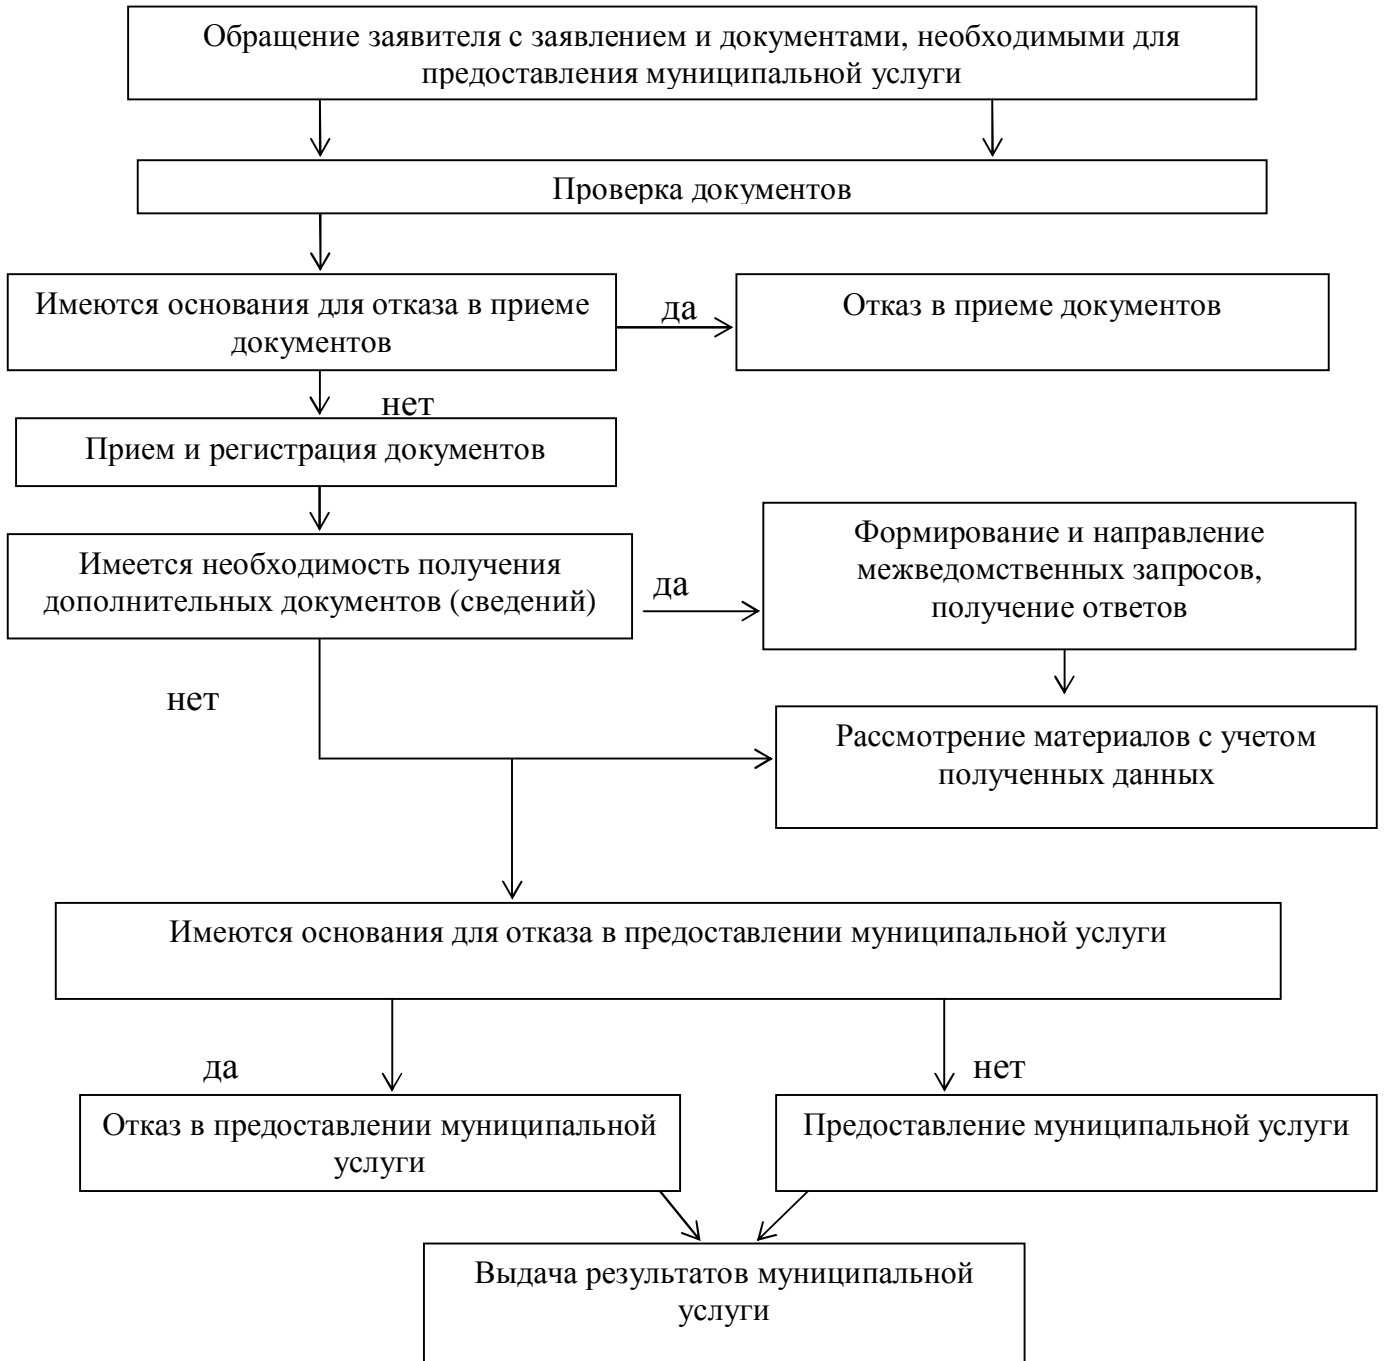 Обращение заявителя с заявлением и документами, необходимыми для
предоставления муниципальной услуги
Проверка документов
Имеются основания для отказа в приеме
документов
да
Отказ в приеме документов
нет
Прием и регистрация документов
Имеется необходимость получения
дополнительных документов (сведений)
да
Формирование и направление
межведомственных запросов,
получение ответов
нет
Рассмотрение материалов с учетом
полученных данных
Имеются основания для отказа в предоставлении муниципальной услуги
да
нет
Отказ в предоставлении муниципальной
услуги
Предоставление муниципальной услуги
Выдача результатов муниципальной
услуги